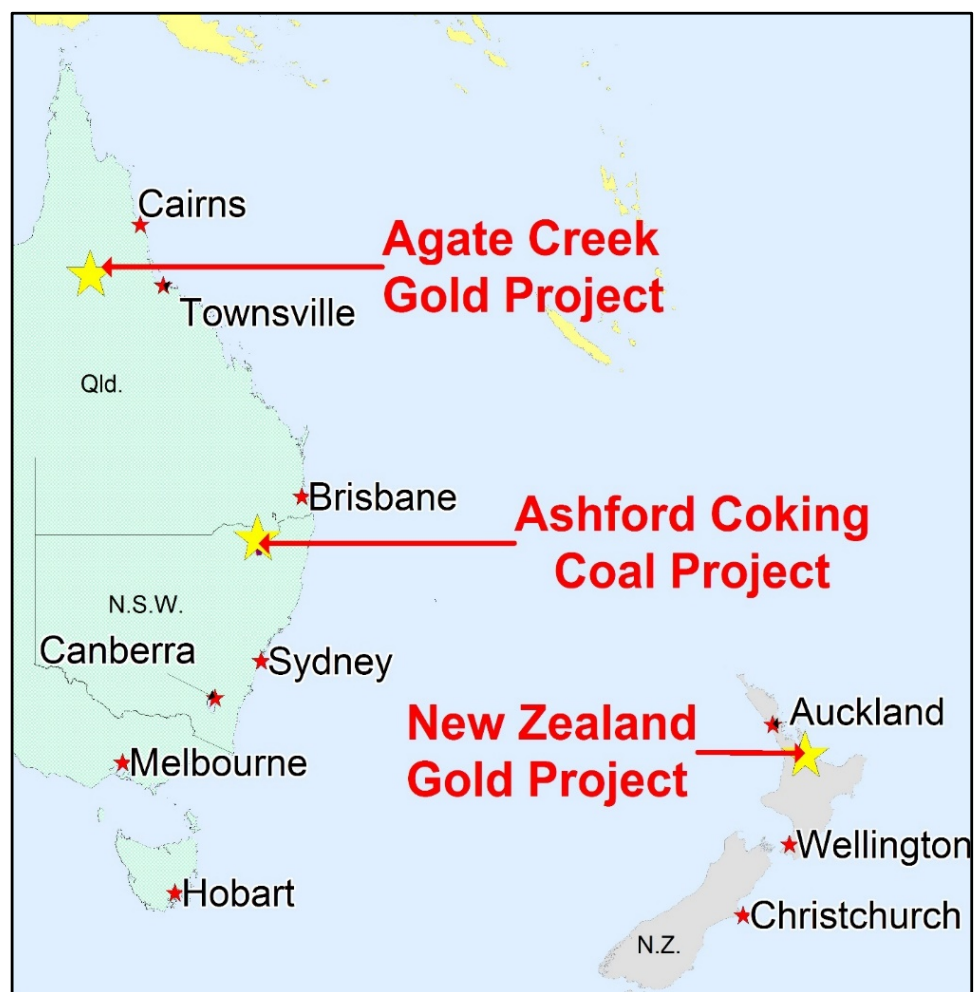 Cairns
Agate Creek
Gold Project
Townsville
Qld.
Brisbane
Ashford Coking
Coal Project
N.S.W.
Canberra
Sydney
New Zealand
Gold Project
Auckland
Melbourne
Wellington
Hobart
Christchurch
N.Z.